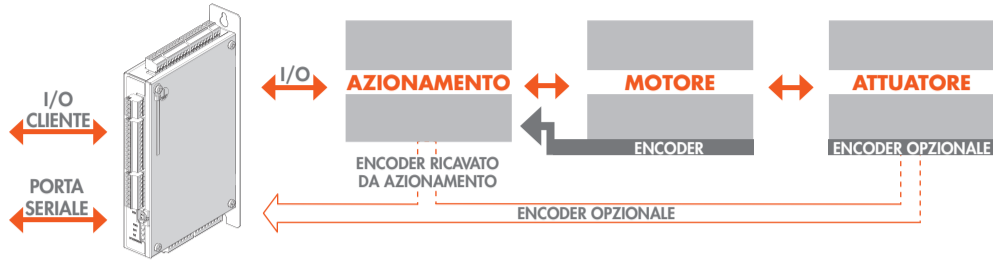 I/O
CLIENTE
PORTA
SERIALE
I/O
AZIONAMENTO
MOTORE
ATTUATORE
ENCODER
ENCODER OPZIONALE
ENCODER RICAVATO
DA AZIONAMENTO
ENCODER OPZIONALE